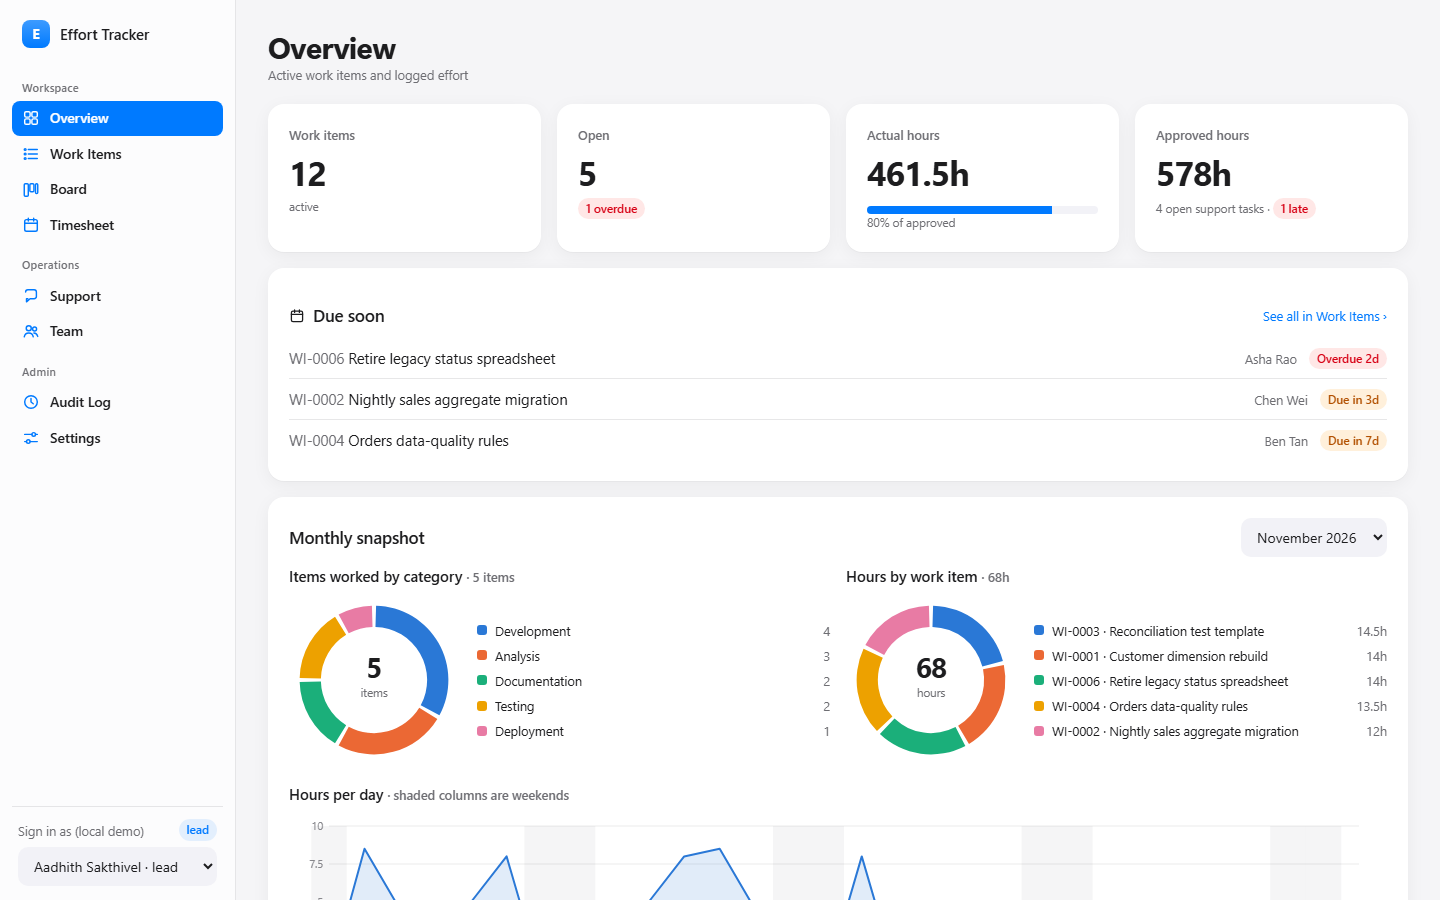 E Effort Tracker
Workspace
Overview
Work Items
Board
Timesheet
Operations
Support
Team
Admin
Audit Log
Settings
Sign in as (local demo) lead
Aadhith Sakthivel · lead
Overview
Active work items and logged effort
Work items
12
active
Open
5
1 overdue
Actual hours
461.5h
80% of approved
Approved hours
578h
4 open support tasks · 1 late
Due soon
See all in Work Items ›
WI-0006 Retire legacy status spreadsheet Asha Rao Overdue 2d
WI-0002 Nightly sales aggregate migration Chen Wei Due in 3d
WI-0004 Orders data-quality rules Ben Tan Due in 7d
Monthly snapshot
November 2026
Items worked by category · 5 items
5
items
Development 4
Analysis 3
Documentation 2
Testing 2
Deployment 1
Hours by work item · 68h
68
hours
WI-0003 · Reconciliation test template 14.5h
WI-0001 · Customer dimension rebuild 14h
WI-0006 · Retire legacy status spreadsheet 14h
WI-0004 · Orders data-quality rules 13.5h
WI-0002 · Nightly sales aggregate migration 12h
Hours per day · shaded columns are weekends
10
7.5